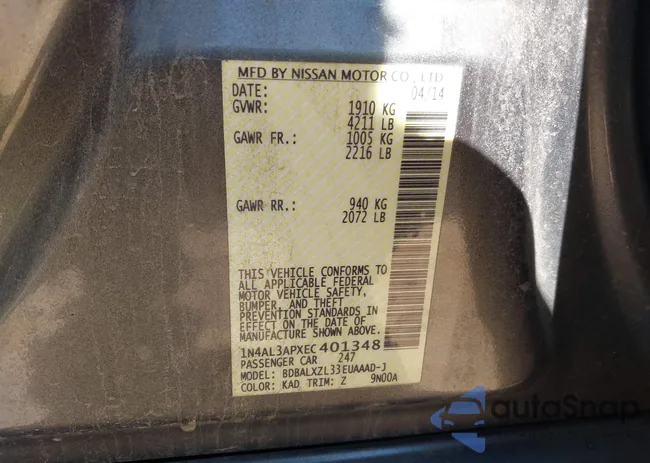 MFD BY NISSAN MOTOR CO., LTD
DATE: 04/14
GVWR: 1910 KG
4211 LB
GAWR FR.: 1005 KG
2216 LB
GAWR RR.: 940 KG
2072 LB
THIS VEHICLE CONFORMS TO
ALL APPLICABLE FEDERAL
MOTOR VEHICLE SAFETY,
BUMPER, AND THEFT
PREVENTION STANDARDS IN
EFFECT ON THE DATE OF
MANUFACTURE SHOWN ABOVE.
1N4AL3APXEC401348
PASSENGER CAR 247
MODEL: BDBALXZL33EUAAAD-J
COLOR: KAD TRIM: Z 9N00A
autoSnap